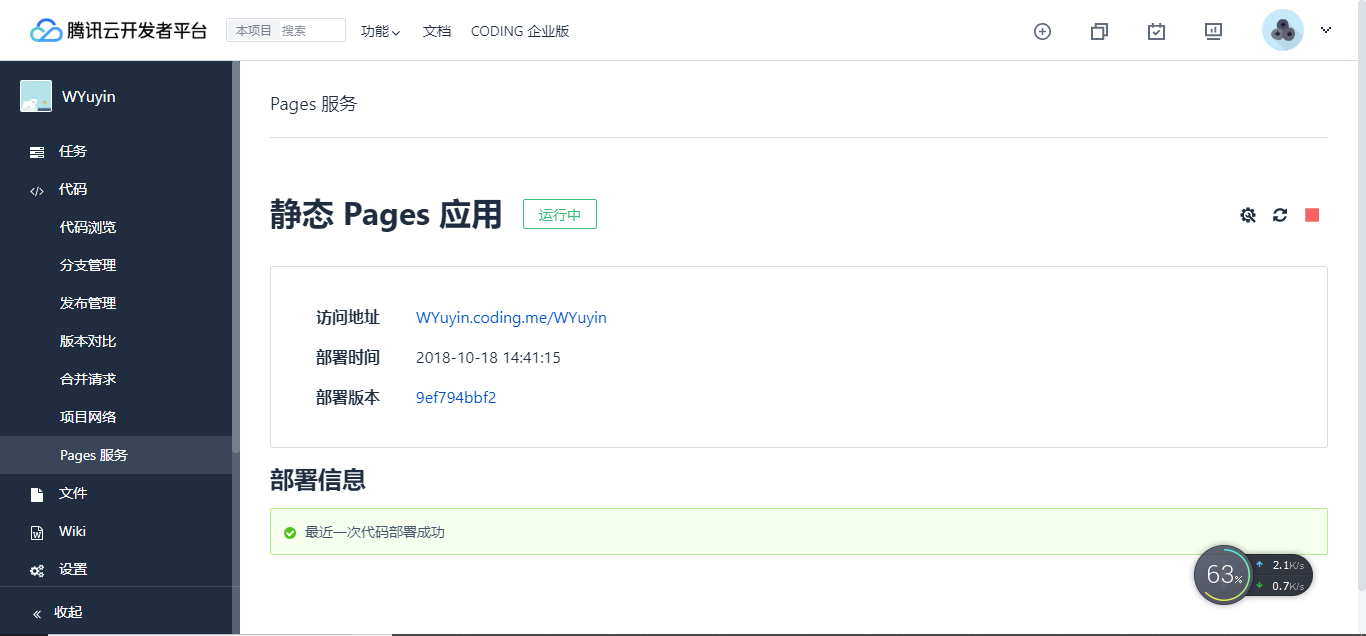 腾讯云开发者平台
本项目 搜索
功能
文档
CODING 企业版
WYuyin
任务
代码
代码浏览
分支管理
发布管理
版本对比
合并请求
项目网络
Pages 服务
文件
Wiki
设置
收起
Pages 服务
静态 Pages 应用
运行中
访问地址 WYuyin.coding.me/WYuyin
部署时间 2018-10-18 14:41:15
部署版本 9ef794bbf2
部署信息
最近一次代码部署成功
63%
2.1K/s
0.7K/s